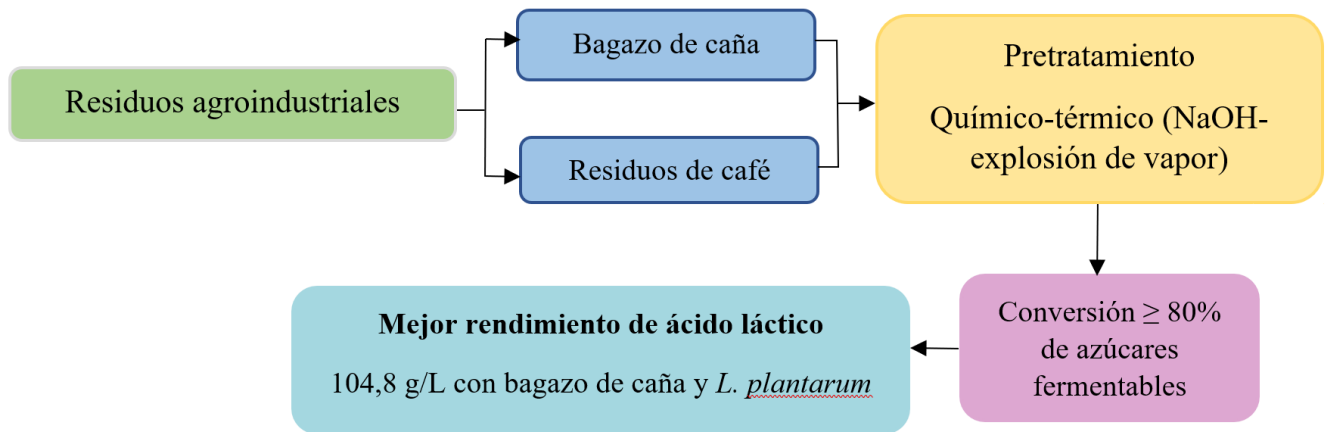 Residuos agroindustriales
Bagazo de caña
Residuos de café
Pretratamiento
Químico-térmico (NaOH-
explosión de vapor)
Conversión ≥ 80%
de azúcares
fermentables
Mejor rendimiento de ácido láctico
104,8 g/L con bagazo de caña y L. plantarum